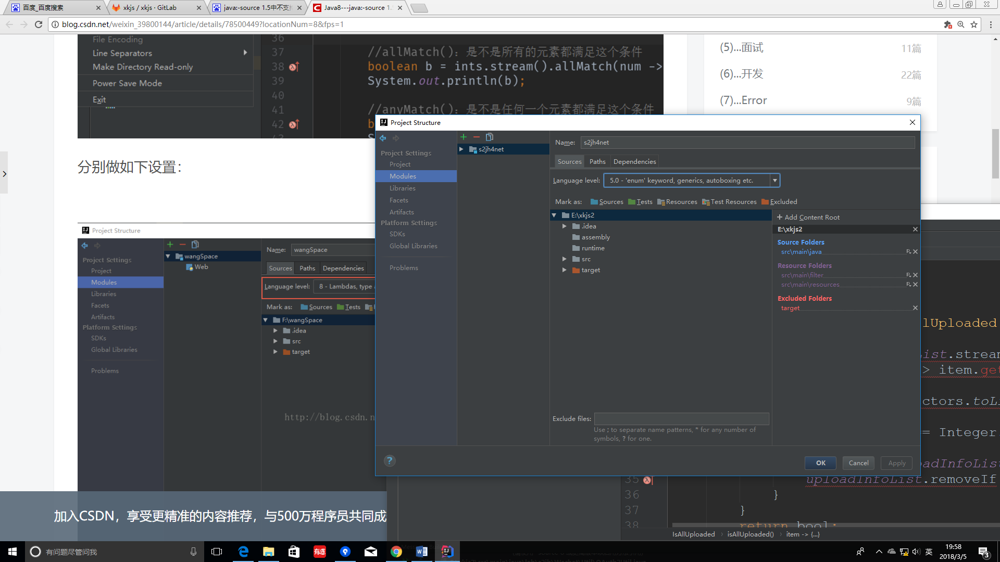 百度_百度搜索
xkjs / xkjs · GitLab
java:-source 1.5中不支持
Java8---java:-source 1.5
blog.csdn.net/weixin_39800144/article/details/78500449?locationNum=8&fps=1
File Encoding
Line Separators
Make Directory Read-only
Power Save Mode
Exit
36
37 //allMatch(): 是不是所有的元素都满足这个条件
38 boolean b = ints.stream().allMatch(num ->
39 System.out.println(b);
40
41 //anyMatch(): 是不是任何一个元素都满足这个条件
42 b
43 S
(5)...面试 11篇
(6)...开发 22篇
(7)...Error 9篇
分别做如下设置：
Project Structure
Project Settings
Project
Modules
Libraries
Facets
Artifacts
Platform Settings
SDKs
Global Libraries
Problems
wangSpace
Web
Name: wangSpace
Sources Paths Dependencies
Language level: 8 - Lambdas, type
Mark as: Sources Tests
F:\wangSpace
.idea
src
target
http://blog.csdn.n
加入CSDN，享受更精准的内容推荐，与500万程序员共同成
Project Structure
Project Settings
Project
Modules
Libraries
Facets
Artifacts
Platform Settings
SDKs
Global Libraries
Problems
s2jh4net
Name: s2jh4net
Sources Paths Dependencies
Language level: 5.0 - 'enum' keyword, generics, autoboxing etc.
Mark as: Sources Tests Resources Test Resources Excluded
E:\xkjs2
.idea
assembly
runtime
src
target
Add Content Root
E:\xkjs2
Source Folders
src\main\java
Resource Folders
src\main\filter
src\main\resources
Excluded Folders
target
Exclude files:
Use ; to separate name patterns, * for any number of
symbols, ? for one.
?
OK Cancel Apply
lUploaded
List.stream
> item.get
ctors.toLi
== Integer
oadInfoList
35 uploadInfoList.removeIf
36 }
37 }
38 return bool;
IsAllUploaded › isAllUploaded() › item -> {...}
有问题尽管问我
有道
英
19:58
2018/3/5
3